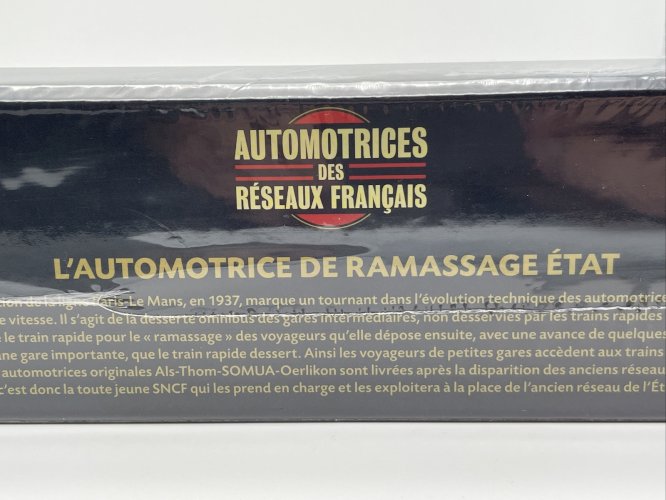 AUTOMOTRICES
DES
RÉSEAUX FRANÇAIS
L'AUTOMOTRICE DE RAMASSAGE ÉTAT
de la ligne Paris-Le Mans, en 1937, marque un tournant dans l'évolution technique des automotrice
e vitesse. Il s'agit de la desserte omnibus des gares intermédiaires, non desservies par les trains rapides
e le train rapide pour le « ramassage » des voyageurs qu'elle dépose ensuite, avec une avance de quelques
une gare importante, que le train rapide dessert. Ainsi les voyageurs de petites gares accèdent aux trains
automotrices originales Als-Thom-SOMUA-Oerlikon sont livrées après la disparition des anciens réseau
c'est donc la toute jeune SNCF qui les prend en charge et les exploitera à la place de l'ancien réseau de l'Ét